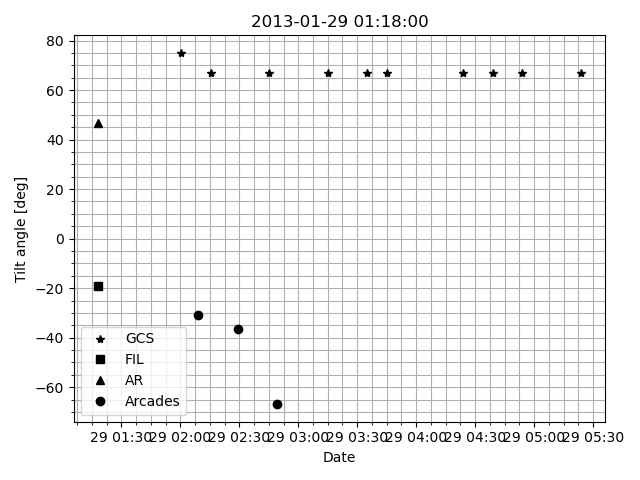 2013-01-29 01:18:00
80
60
40
20
0
−20
−40
−60
Tilt angle [deg]
GCS
FIL
AR
Arcades
29 01:30 29 02:00 29 02:30 29 03:00 29 03:30 29 04:00 29 04:30 29 05:00 29 05:30
Date